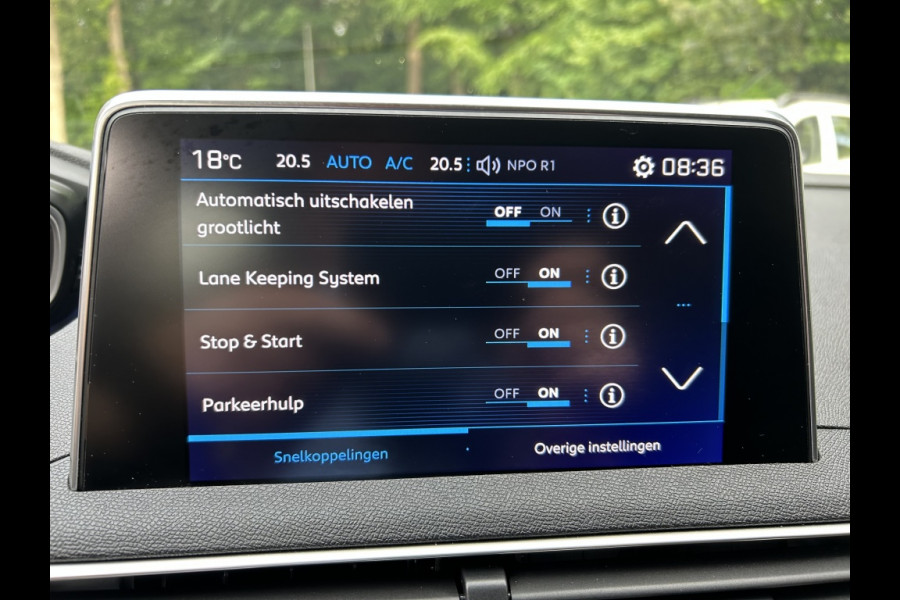 18°C 20.5 AUTO A/C 20.5 NPO R1 08:36
Automatisch uitschakelen
grootlicht
OFF ON
Lane Keeping System OFF ON
Stop & Start OFF ON
Parkeerhulp OFF ON
Snelkoppelingen Overige instellingen